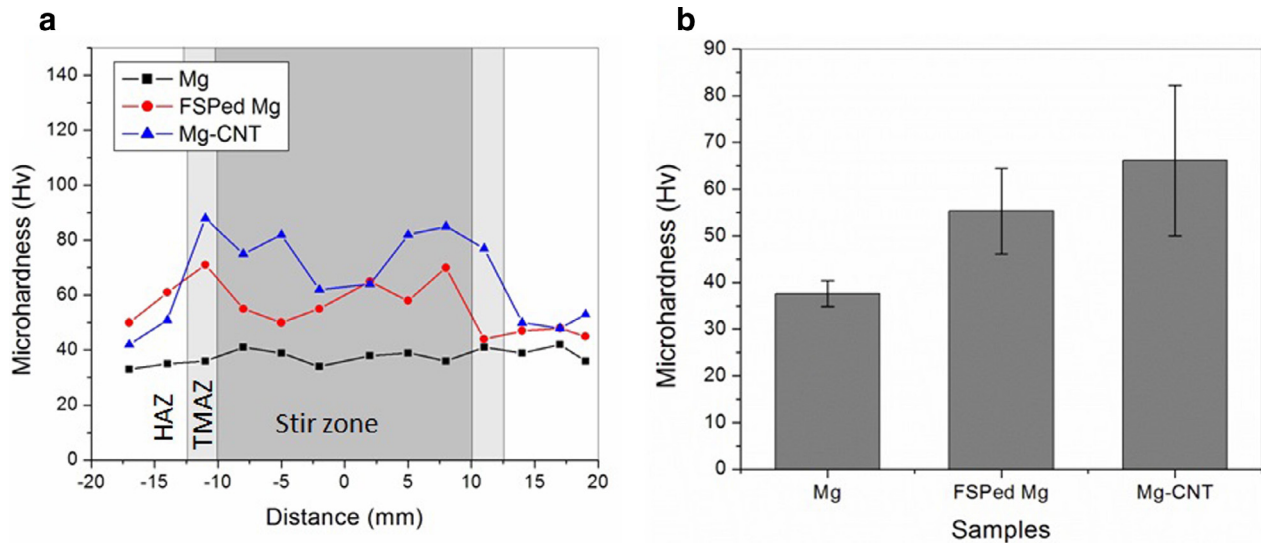 a
Microhardness (Hv)
140
120
100
80
60
40
20
0
Mg
FSPed Mg
Mg-CNT
HAZ
TMAZ
Stir zone
-20 -15 -10 -5 0 5 10 15 20
Distance (mm)
b
Microhardness (Hv)
90
80
70
60
50
40
30
20
10
0
Mg FSPed Mg Mg-CNT
Samples